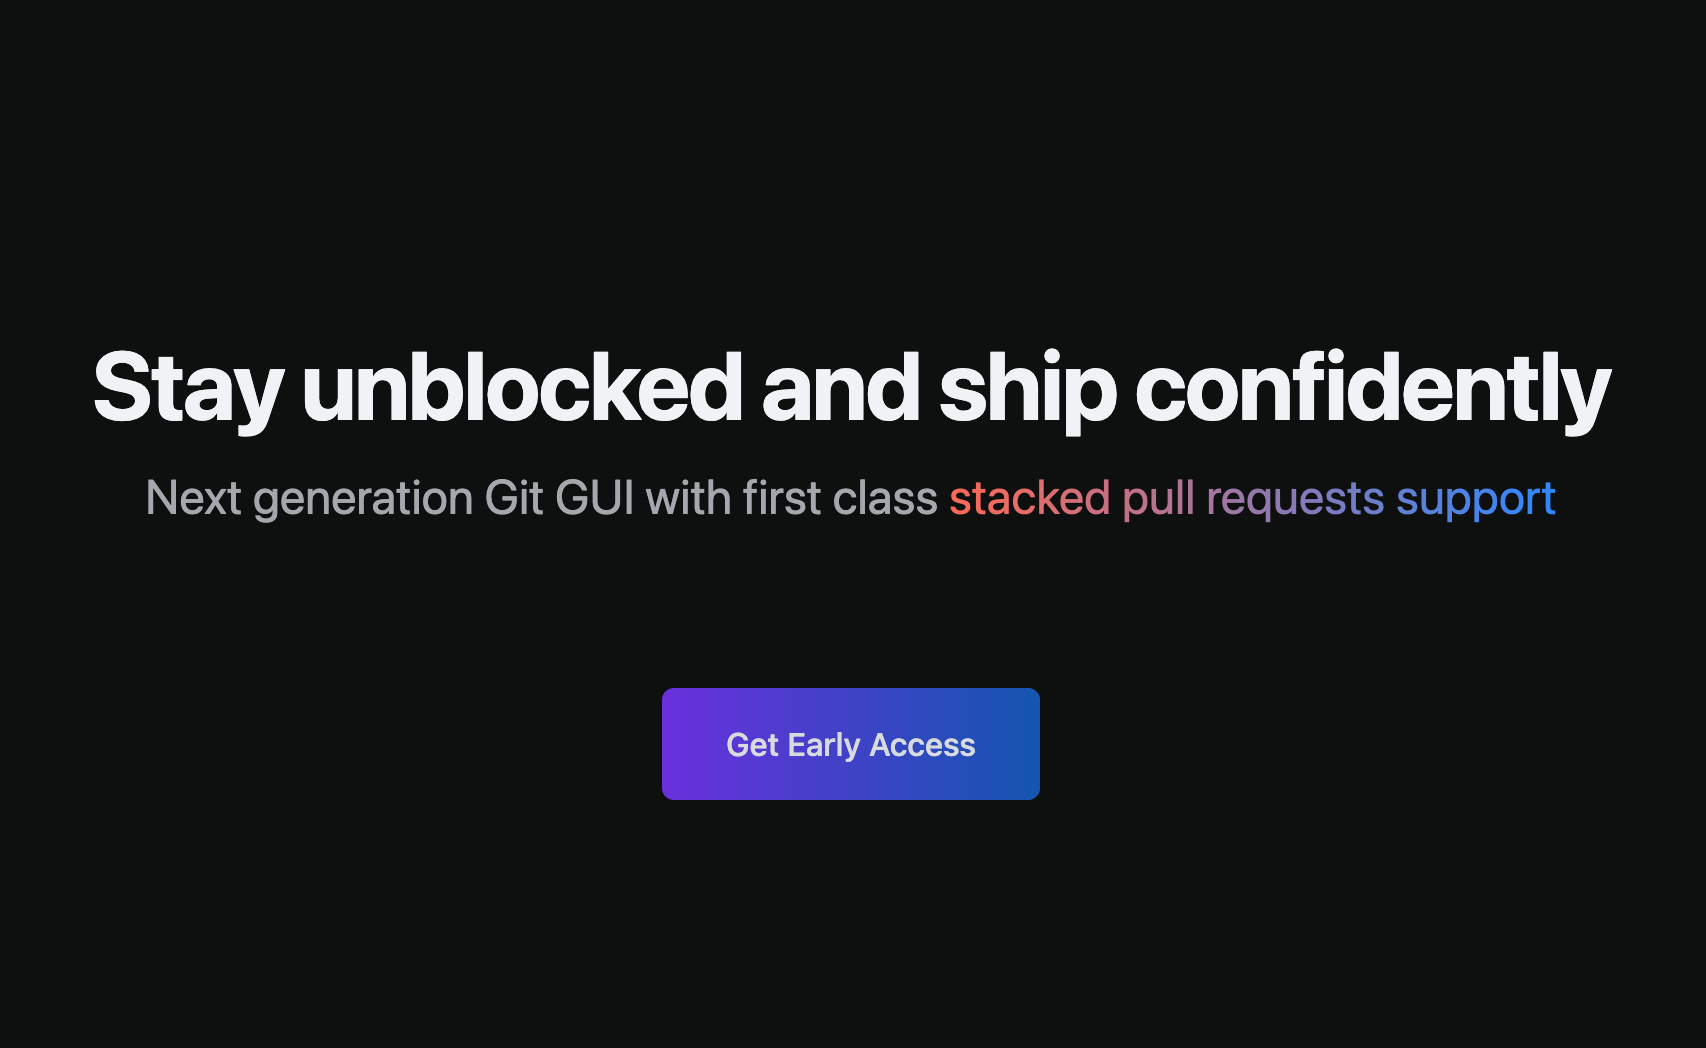 Stay unblocked and ship confidently
Next generation Git GUI with first class stacked pull requests support
Get Early Access